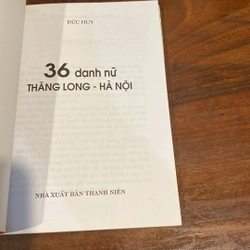 ĐỨC HUY
36 danh nữ
THĂNG LONG - HÀ NỘI
NHÀ XUẤT BẢN THANH NIÊN